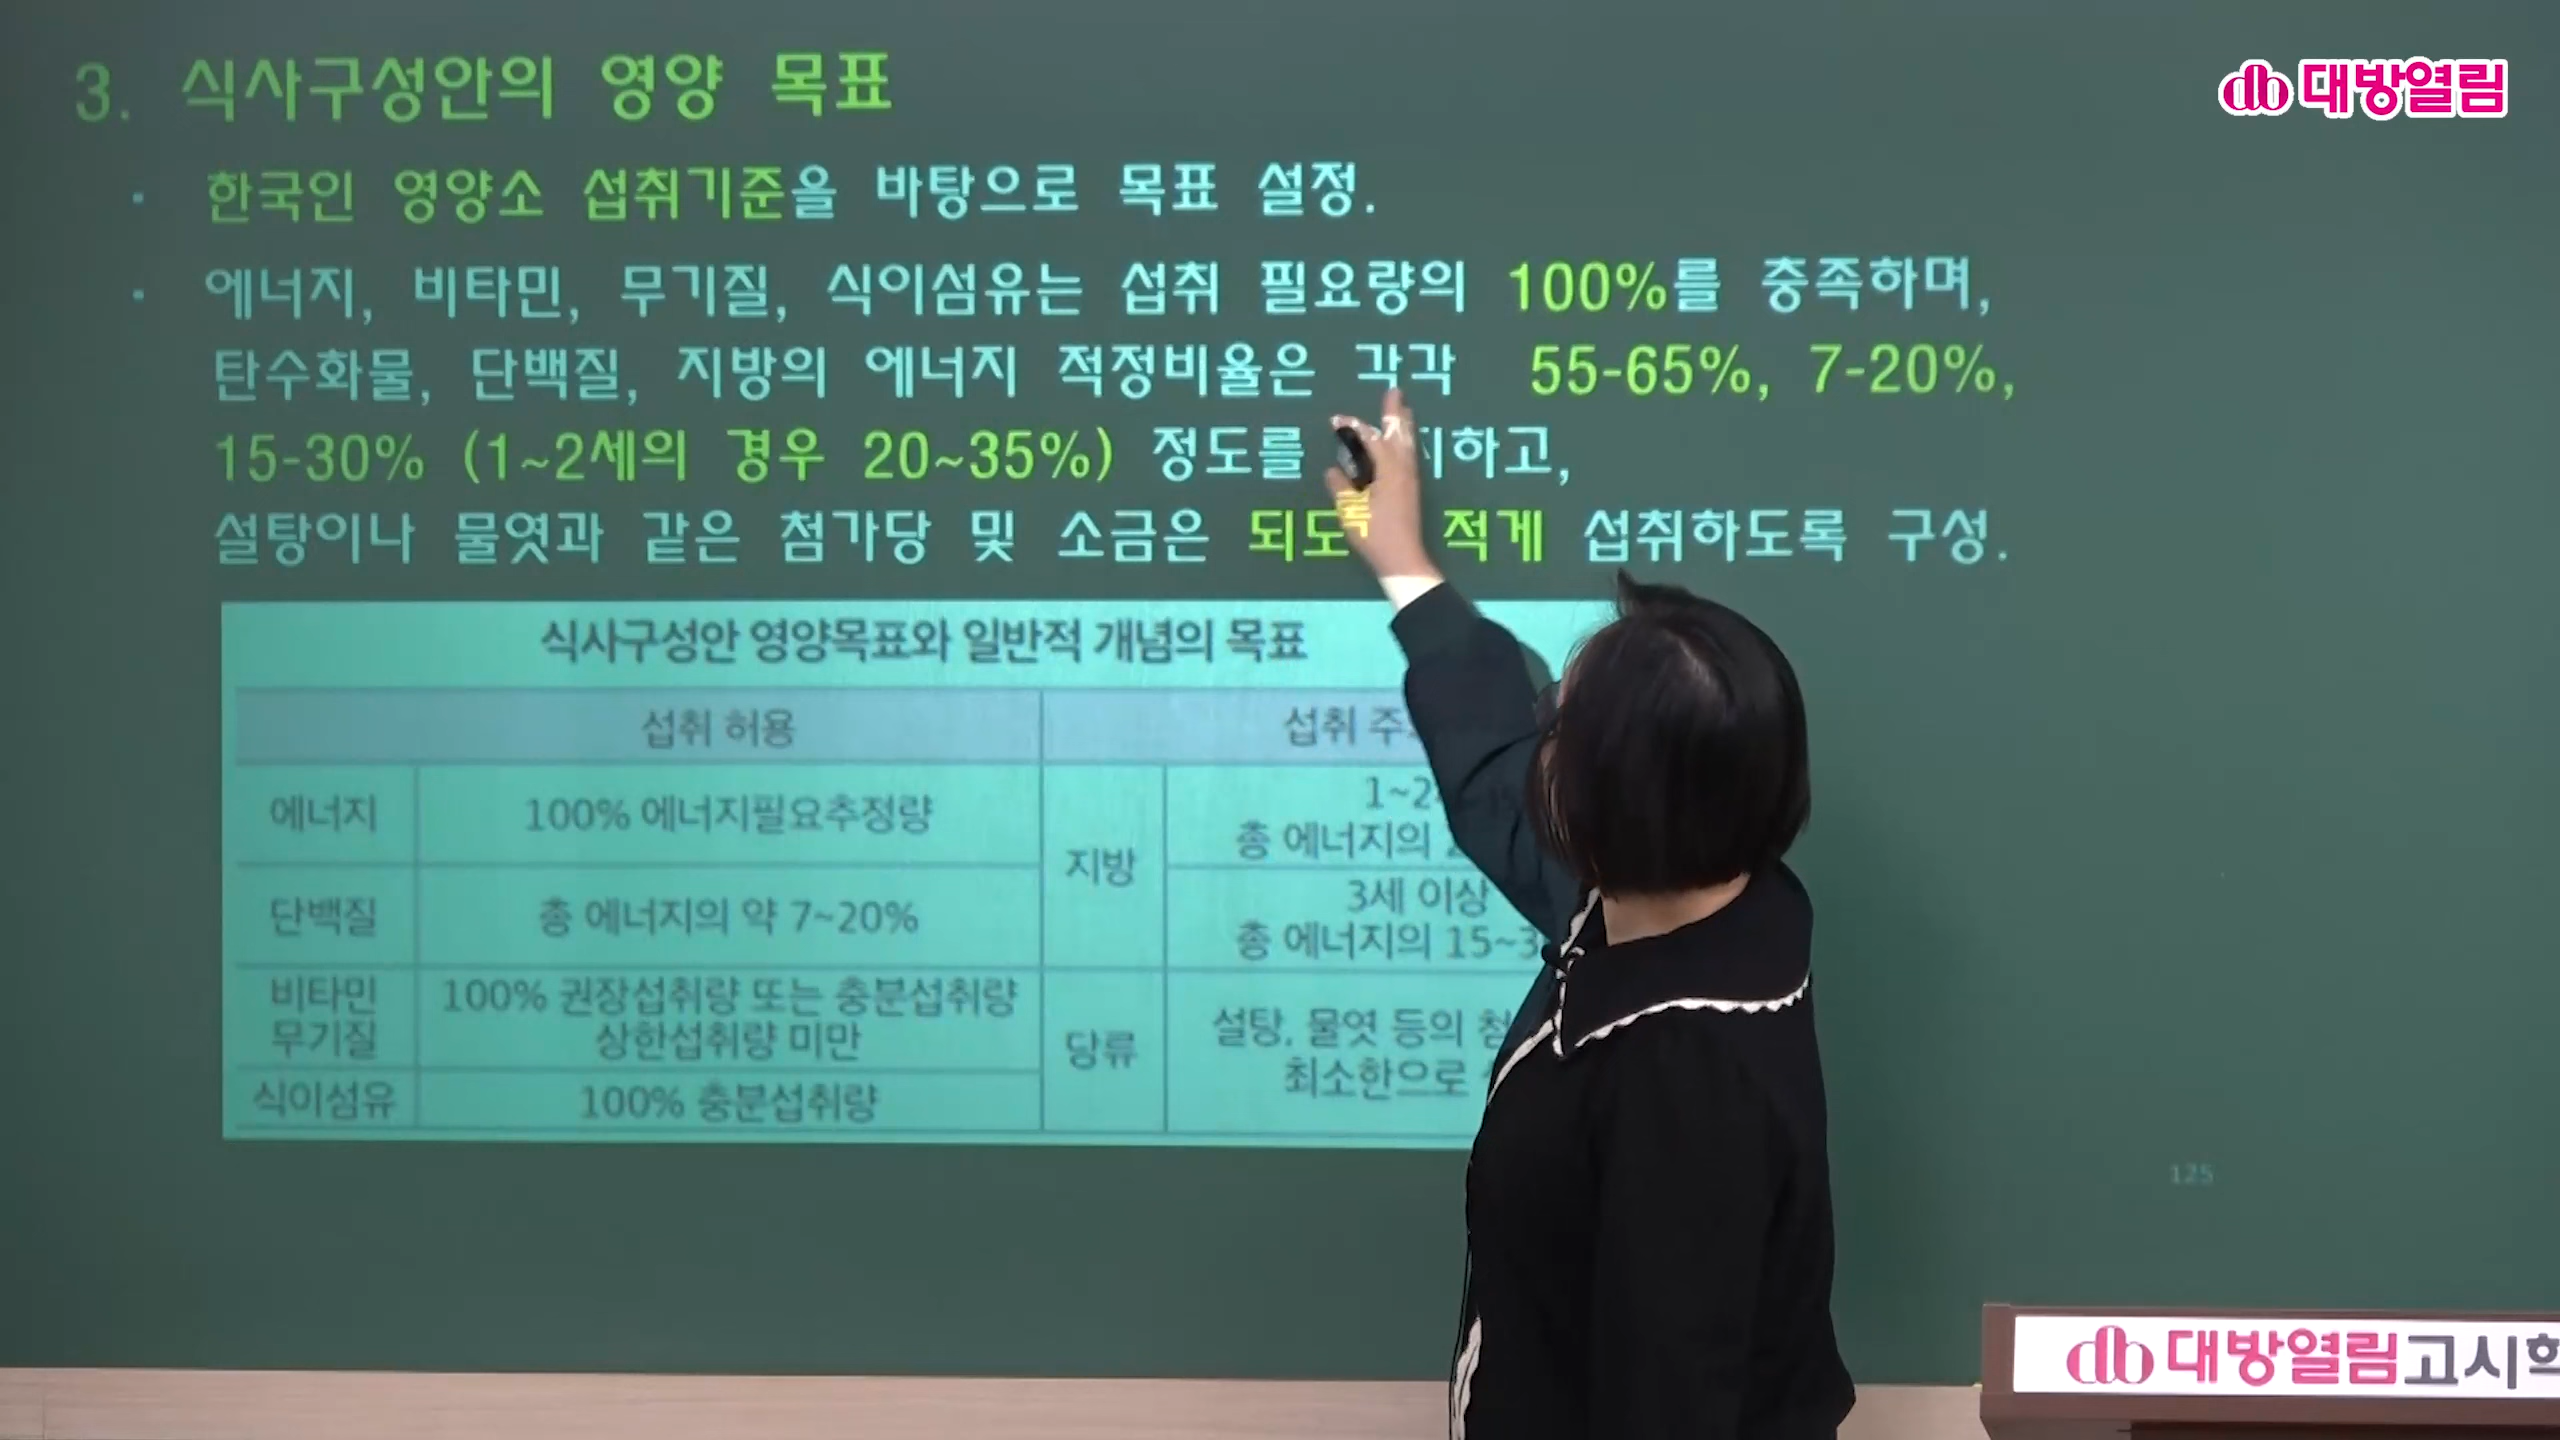 3. 식사구성안의 영양 목표
대방열림
· 한국인 영양소 섭취기준을 바탕으로 목표 설정.
· 에너지, 비타민, 무기질, 식이섬유는 섭취 필요량의 100%를 충족하며,
탄수화물, 단백질, 지방의 에너지 적정비율은 각각 55-65%, 7-20%,
15-30% (1~2세의 경우 20~35%) 정도를 지하고,
설탕이나 물엿과 같은 첨가당 및 소금은 되도록 적게 섭취하도록 구성.
식사구성안 영양목표와 일반적 개념의 목표
섭취 허용
섭취
에너지
100% 에너지필요추정량
단백질
총 에너지의 약 7~20%
비타민
무기질
100% 권장섭취량 또는 충분섭취량
상한섭취량 미만
식이섬유
100% 충분섭취량
지방
1~2
총 에너지의
3세 이상
총 에너지의 15~3
당류
설탕, 물엿 등의
최소한으로
125
대방열림고시